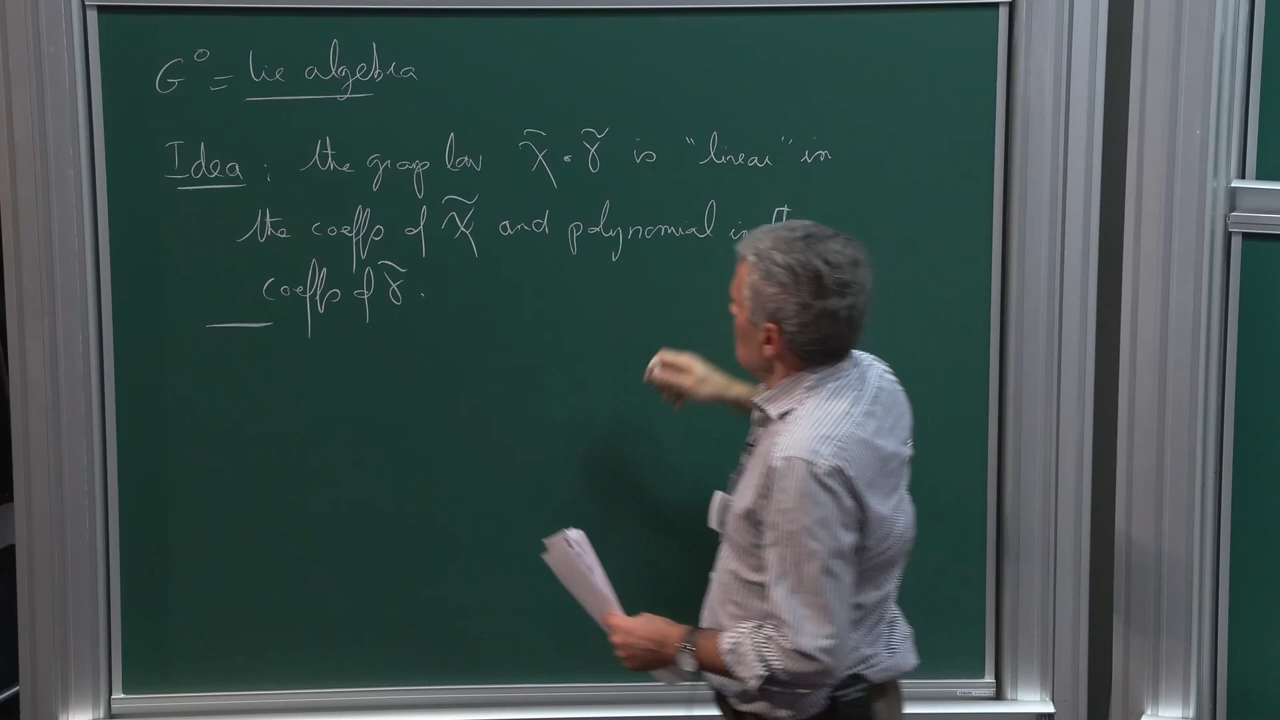 G° = Lie algebra
Idea : the group law χ̃ ∘ γ̃ is "linear" in
the coeffs of χ̃ and polynomial in
coeffs of γ̃ .